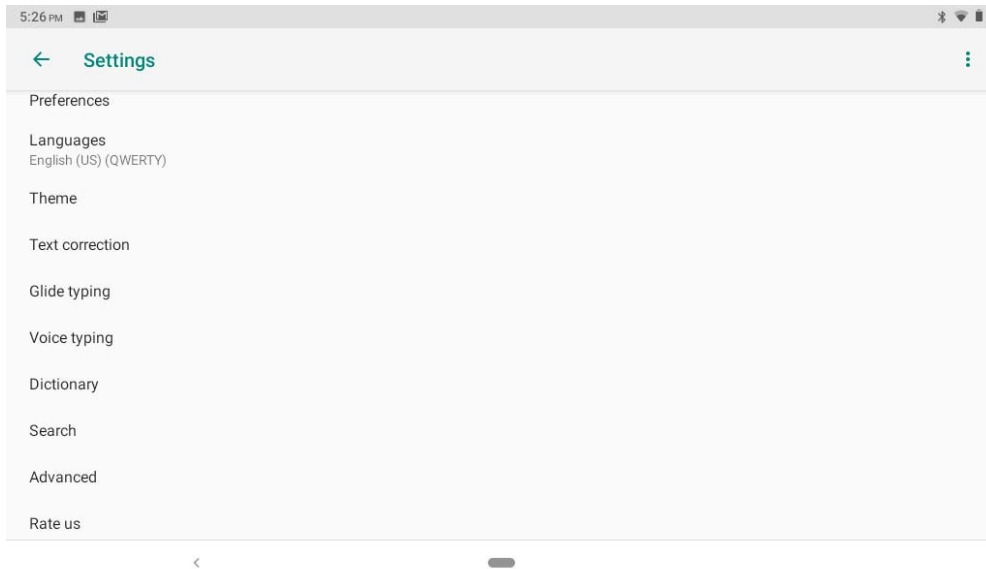 5:26 PM
Settings
Preferences
Languages
English (US) (QWERTY)
Theme
Text correction
Glide typing
Voice typing
Dictionary
Search
Advanced
Rate us